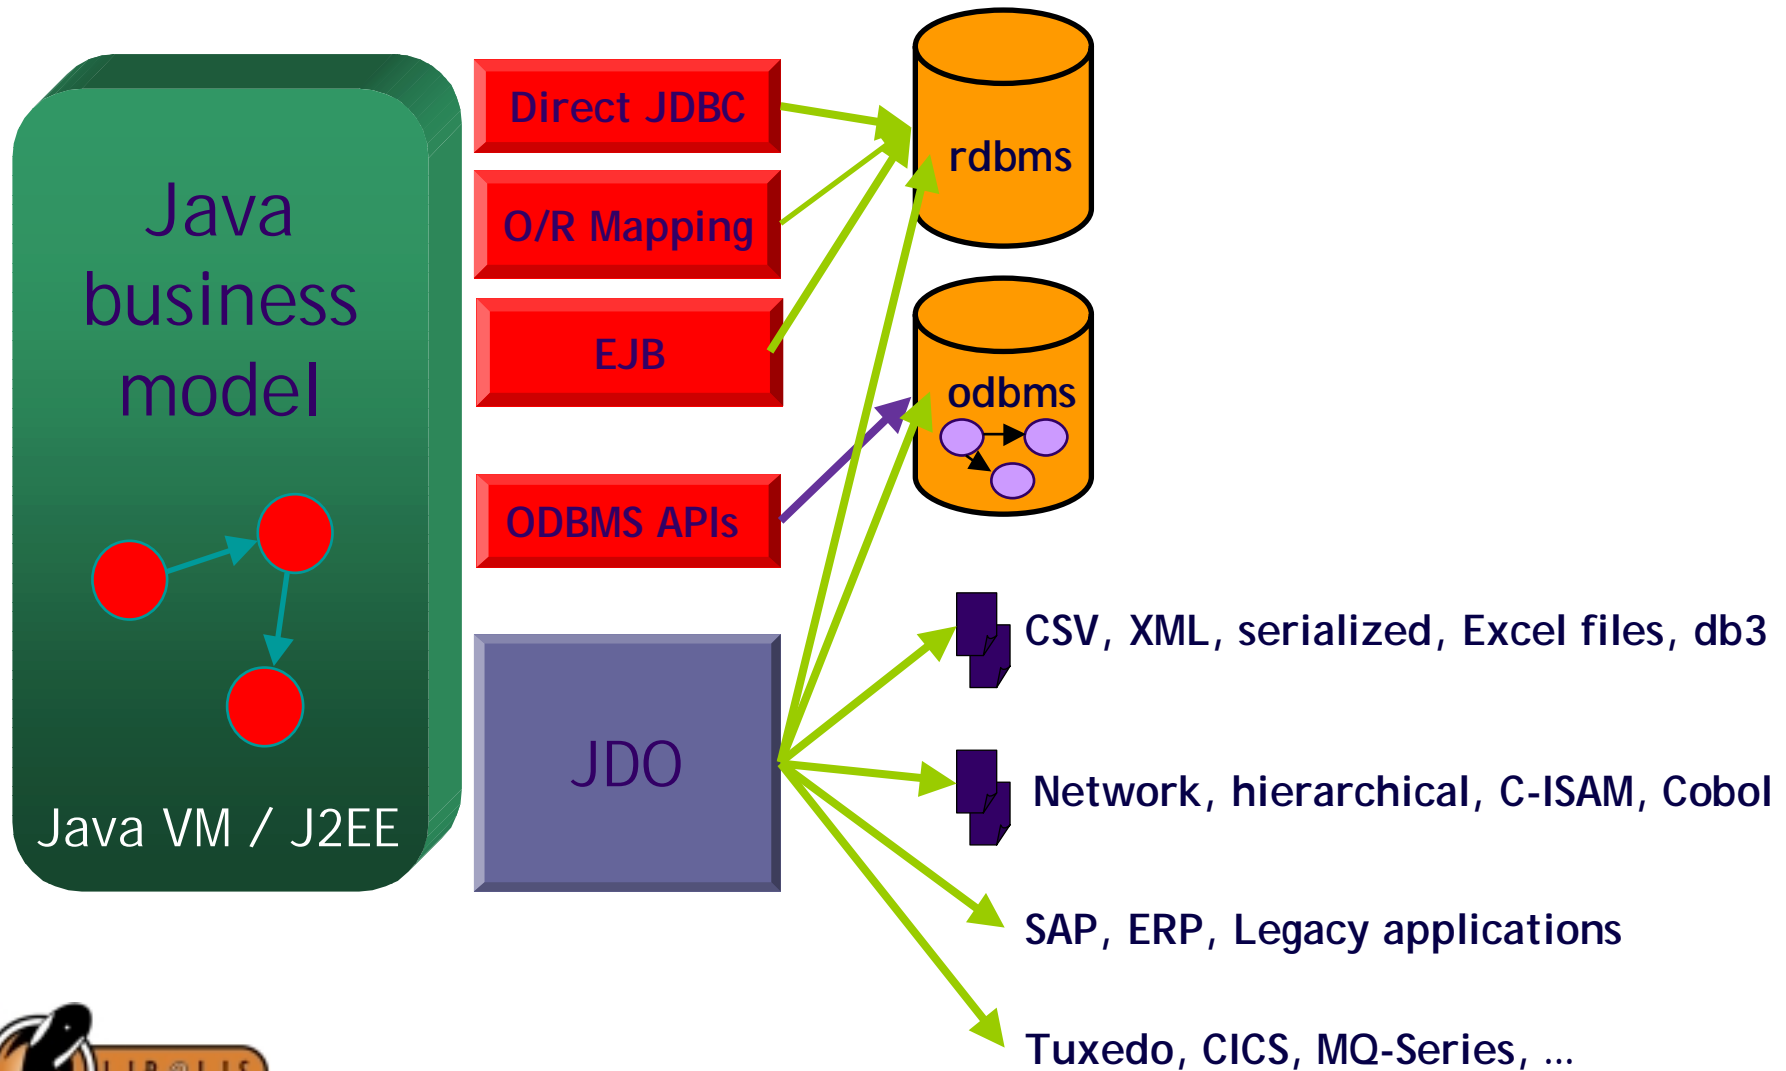 Java
business
model
Java VM / J2EE
Direct JDBC
O/R Mapping
EJB
ODBMS APIs
JDO
rdbms
odbms
CSV, XML, serialized, Excel files, db3
Network, hierarchical, C-ISAM, Cobol
SAP, ERP, Legacy applications
Tuxedo, CICS, MQ-Series, ...